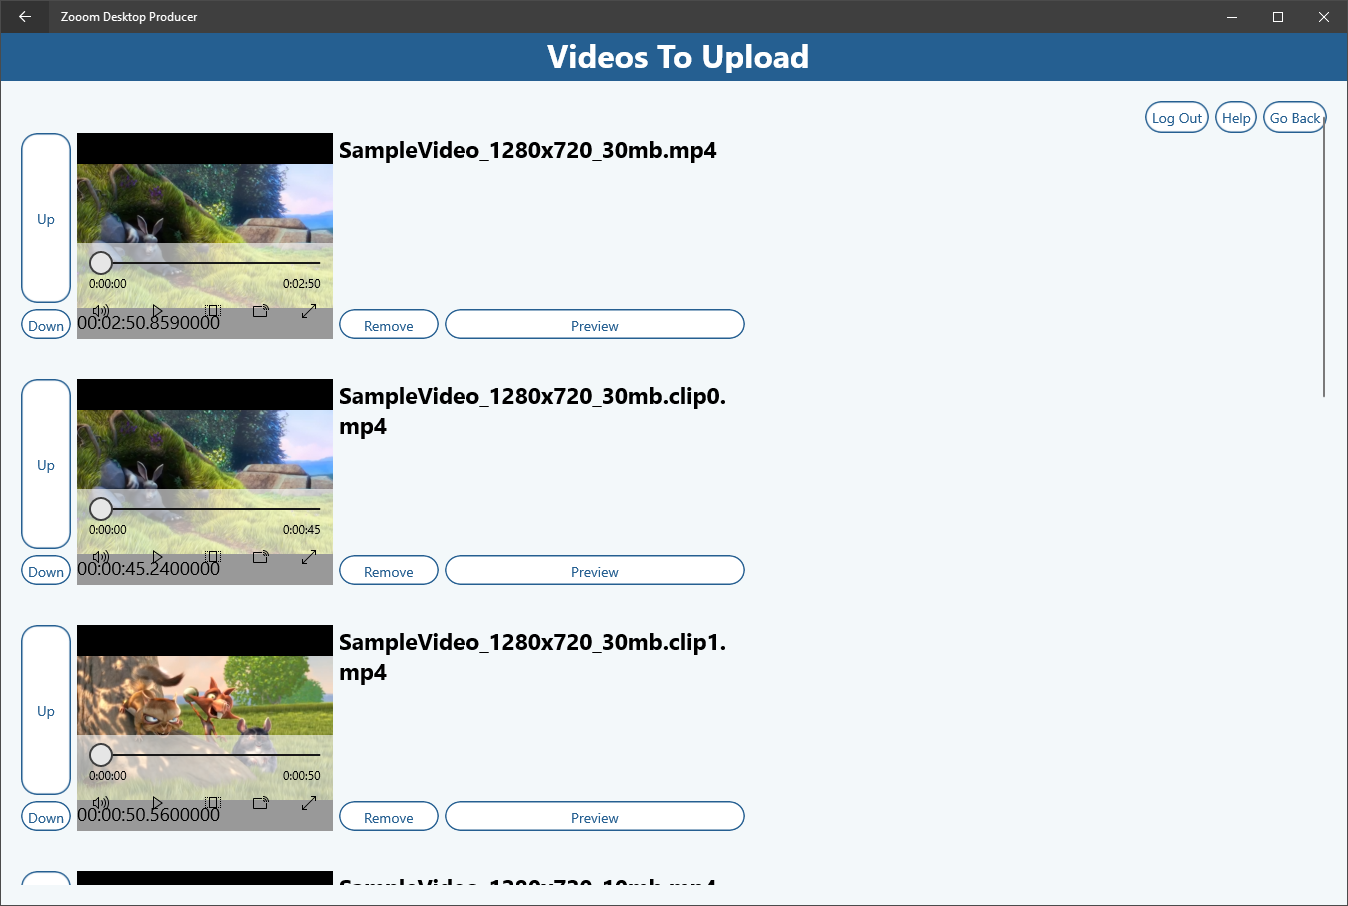 Zooom Desktop Producer
Videos To Upload
Log Out Help Go Back
SampleVideo_1280x720_30mb.mp4
Up
0:00:00 0:02:50
Down 00:02:50.8590000 Remove Preview
SampleVideo_1280x720_30mb.clip0.
mp4
Up
0:00:00 0:00:45
Down 00:00:45.2400000 Remove Preview
SampleVideo_1280x720_30mb.clip1.
mp4
Up
0:00:00 0:00:50
Down 00:00:50.5600000 Remove Preview
SampleVideo_1280x720_10mb.mp4